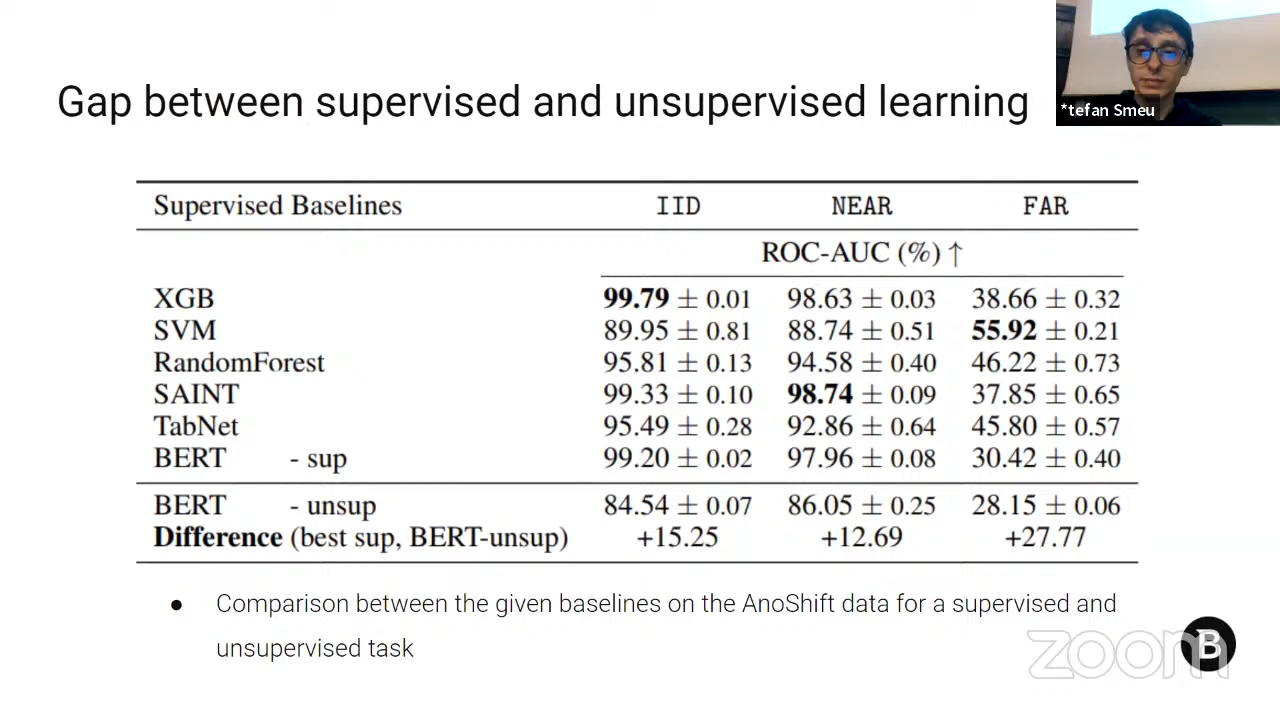 Gap between supervised and unsupervised learning
*tefan Smeu
Supervised Baselines IID NEAR FAR
ROC-AUC (%) ↑
XGB 99.79 ± 0.01 98.63 ± 0.03 38.66 ± 0.32
SVM 89.95 ± 0.81 88.74 ± 0.51 55.92 ± 0.21
RandomForest 95.81 ± 0.13 94.58 ± 0.40 46.22 ± 0.73
SAINT 99.33 ± 0.10 98.74 ± 0.09 37.85 ± 0.65
TabNet 95.49 ± 0.28 92.86 ± 0.64 45.80 ± 0.57
BERT - sup 99.20 ± 0.02 97.96 ± 0.08 30.42 ± 0.40
BERT - unsup 84.54 ± 0.07 86.05 ± 0.25 28.15 ± 0.06
Difference (best sup, BERT-unsup) +15.25 +12.69 +27.77
● Comparison between the given baselines on the AnoShift data for a supervised and
unsupervised task
zoom
B